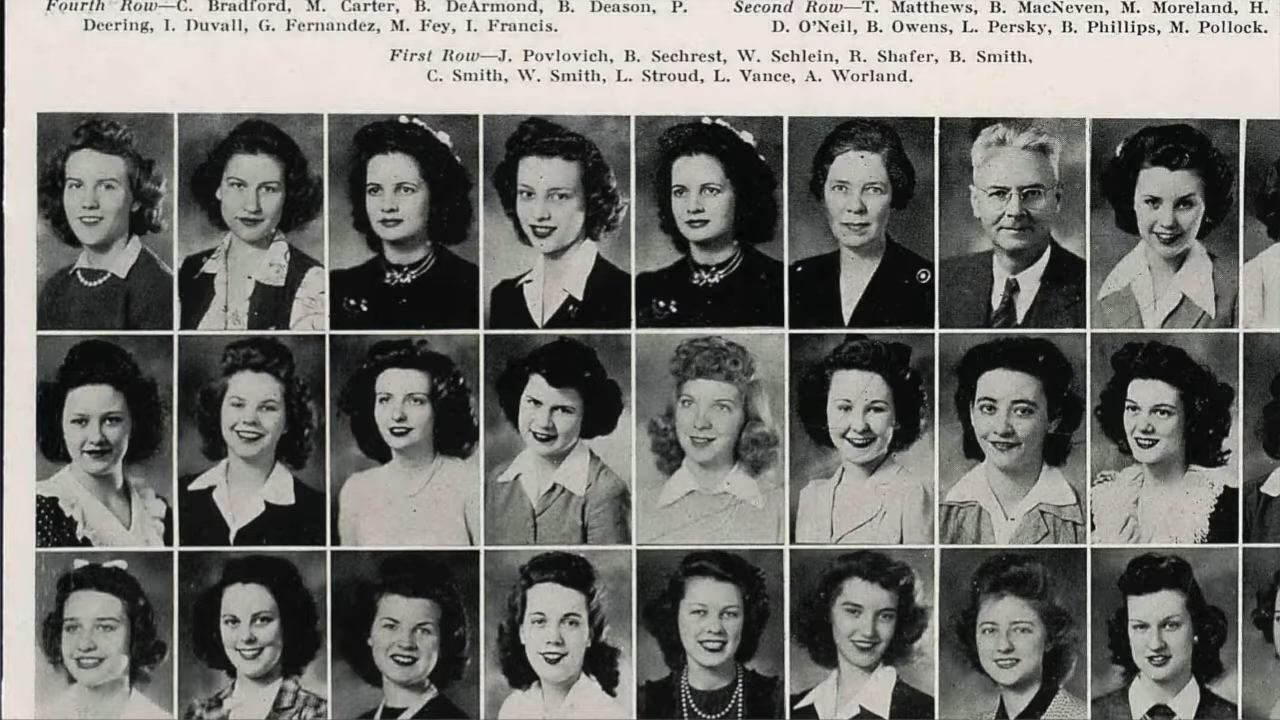 Fourth Row—C. Bradford, M. Carter, B. DeArmond, B. Deason, P.
Deering, I. Duvall, G. Fernandez, M. Fey, I. Francis.
Second Row—T. Matthews, B. MacNeven, M. Moreland, H.
D. O'Neil, B. Owens, L. Persky, B. Phillips, M. Pollock.
First Row—J. Povlovich, B. Sechrest, W. Schlein, R. Shafer, B. Smith,
C. Smith, W. Smith, L. Stroud, L. Vance, A. Worland.